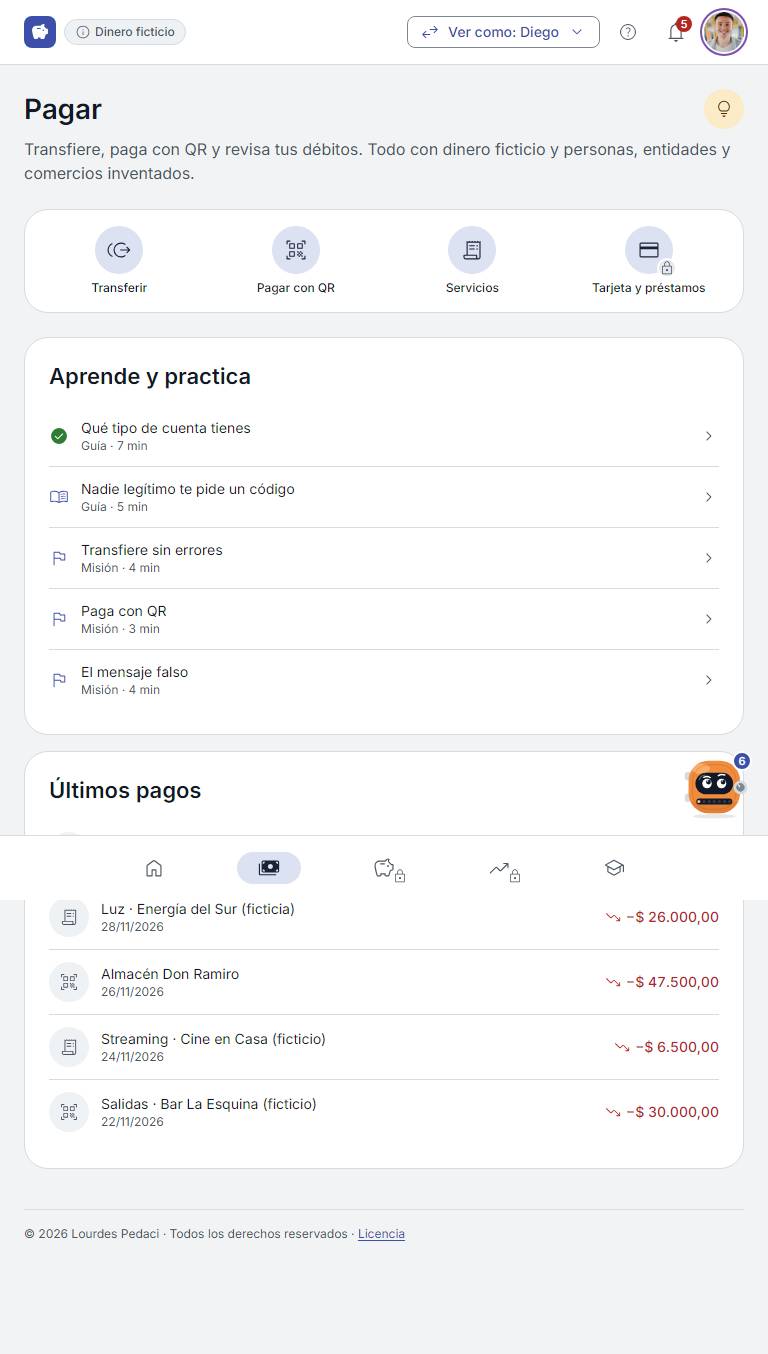 Dinero ficticio
Ver como: Diego
5
Pagar
Transfiere, paga con QR y revisa tus débitos. Todo con dinero ficticio y personas, entidades y
comercios inventados.
Transferir
Pagar con QR
Servicios
Tarjeta y préstamos
Aprende y practica
Qué tipo de cuenta tienes
Guía · 7 min
Nadie legítimo te pide un código
Guía · 5 min
Transfiere sin errores
Misión · 4 min
Paga con QR
Misión · 3 min
El mensaje falso
Misión · 4 min
6
Últimos pagos
Luz · Energía del Sur (ficticia)
28/11/2026
−$ 26.000,00
Almacén Don Ramiro
26/11/2026
−$ 47.500,00
Streaming · Cine en Casa (ficticio)
24/11/2026
−$ 6.500,00
Salidas · Bar La Esquina (ficticio)
22/11/2026
−$ 30.000,00
© 2026 Lourdes Pedaci · Todos los derechos reservados · Licencia